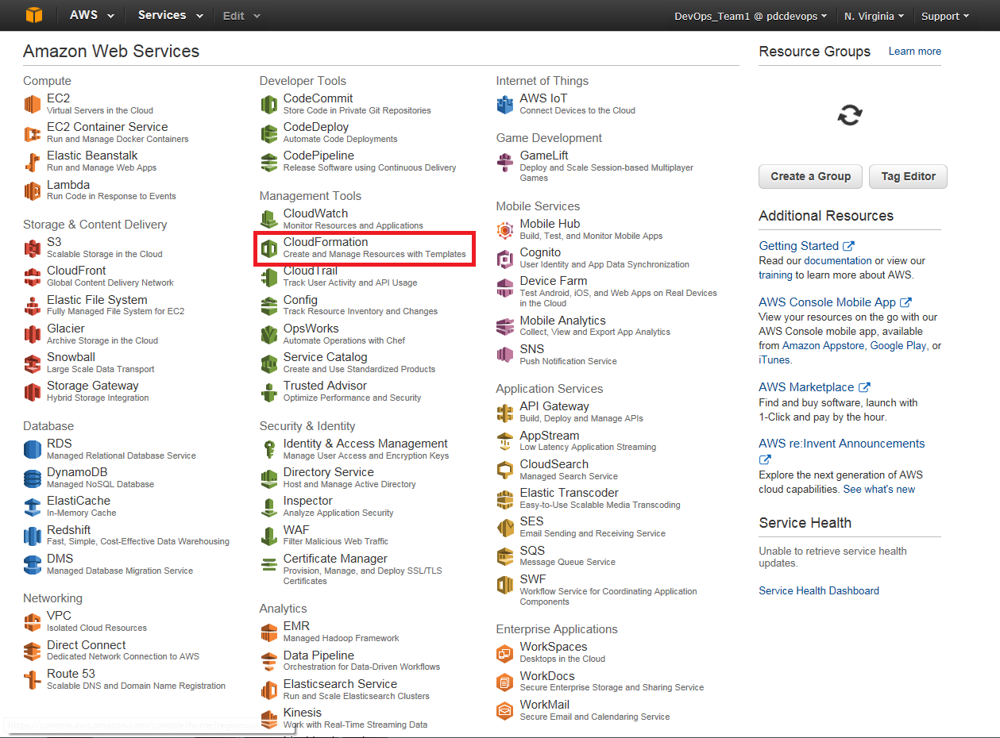 AWS
Services
Edit
DevOps_Team1 @ pdcdevops
N. Virginia
Support
Amazon Web Services
Compute
EC2
Virtual Servers in the Cloud
EC2 Container Service
Run and Manage Docker Containers
Elastic Beanstalk
Run and Manage Web Apps
Lambda
Run Code in Response to Events
Storage & Content Delivery
S3
Scalable Storage in the Cloud
CloudFront
Global Content Delivery Network
Elastic File System
Fully Managed File System for EC2
Glacier
Archive Storage in the Cloud
Snowball
Large Scale Data Transport
Storage Gateway
Hybrid Storage Integration
Database
RDS
Managed Relational Database Service
DynamoDB
Managed NoSQL Database
ElastiCache
In-Memory Cache
Redshift
Fast, Simple, Cost-Effective Data Warehousing
DMS
Managed Database Migration Service
Networking
VPC
Isolated Cloud Resources
Direct Connect
Dedicated Network Connection to AWS
Route 53
Scalable DNS and Domain Name Registration
Developer Tools
CodeCommit
Store Code in Private Git Repositories
CodeDeploy
Automate Code Deployments
CodePipeline
Release Software using Continuous Delivery
Management Tools
CloudWatch
Monitor Resources and Applications
CloudFormation
Create and Manage Resources with Templates
CloudTrail
Track User Activity and API Usage
Config
Track Resource Inventory and Changes
OpsWorks
Automate Operations with Chef
Service Catalog
Create and Use Standardized Products
Trusted Advisor
Optimize Performance and Security
Security & Identity
Identity & Access Management
Manage User Access and Encryption Keys
Directory Service
Host and Manage Active Directory
Inspector
Analyze Application Security
WAF
Filter Malicious Web Traffic
Certificate Manager
Provision, Manage, and Deploy SSL/TLS
Certificates
Analytics
EMR
Managed Hadoop Framework
Data Pipeline
Orchestration for Data-Driven Workflows
Elasticsearch Service
Run and Scale Elasticsearch Clusters
Kinesis
Work with Real-Time Streaming Data
Internet of Things
AWS IoT
Connect Devices to the Cloud
Game Development
GameLift
Deploy and Scale Session-based Multiplayer
Games
Mobile Services
Mobile Hub
Build, Test, and Monitor Mobile Apps
Cognito
User Identity and App Data Synchronization
Device Farm
Test Android, iOS, and Web Apps on Real Devices
in the Cloud
Mobile Analytics
Collect, View and Export App Analytics
SNS
Push Notification Service
Application Services
API Gateway
Build, Deploy and Manage APIs
AppStream
Low Latency Application Streaming
CloudSearch
Managed Search Service
Elastic Transcoder
Easy-to-Use Scalable Media Transcoding
SES
Email Sending and Receiving Service
SQS
Message Queue Service
SWF
Workflow Service for Coordinating Application
Components
Enterprise Applications
WorkSpaces
Desktops in the Cloud
WorkDocs
Secure Enterprise Storage and Sharing Service
WorkMail
Secure Email and Calendaring Service
Resource Groups
Learn more
Create a Group
Tag Editor
Additional Resources
Getting Started
Read our documentation or view our
training to learn more about AWS.
AWS Console Mobile App
View your resources on the go with our
AWS Console mobile app, available
from Amazon Appstore, Google Play, or
iTunes.
AWS Marketplace
Find and buy software, launch with
1-Click and pay by the hour.
AWS re:Invent Announcements
Explore the next generation of AWS
cloud capabilities. See what's new
Service Health
Unable to retrieve service health
updates.
Service Health Dashboard